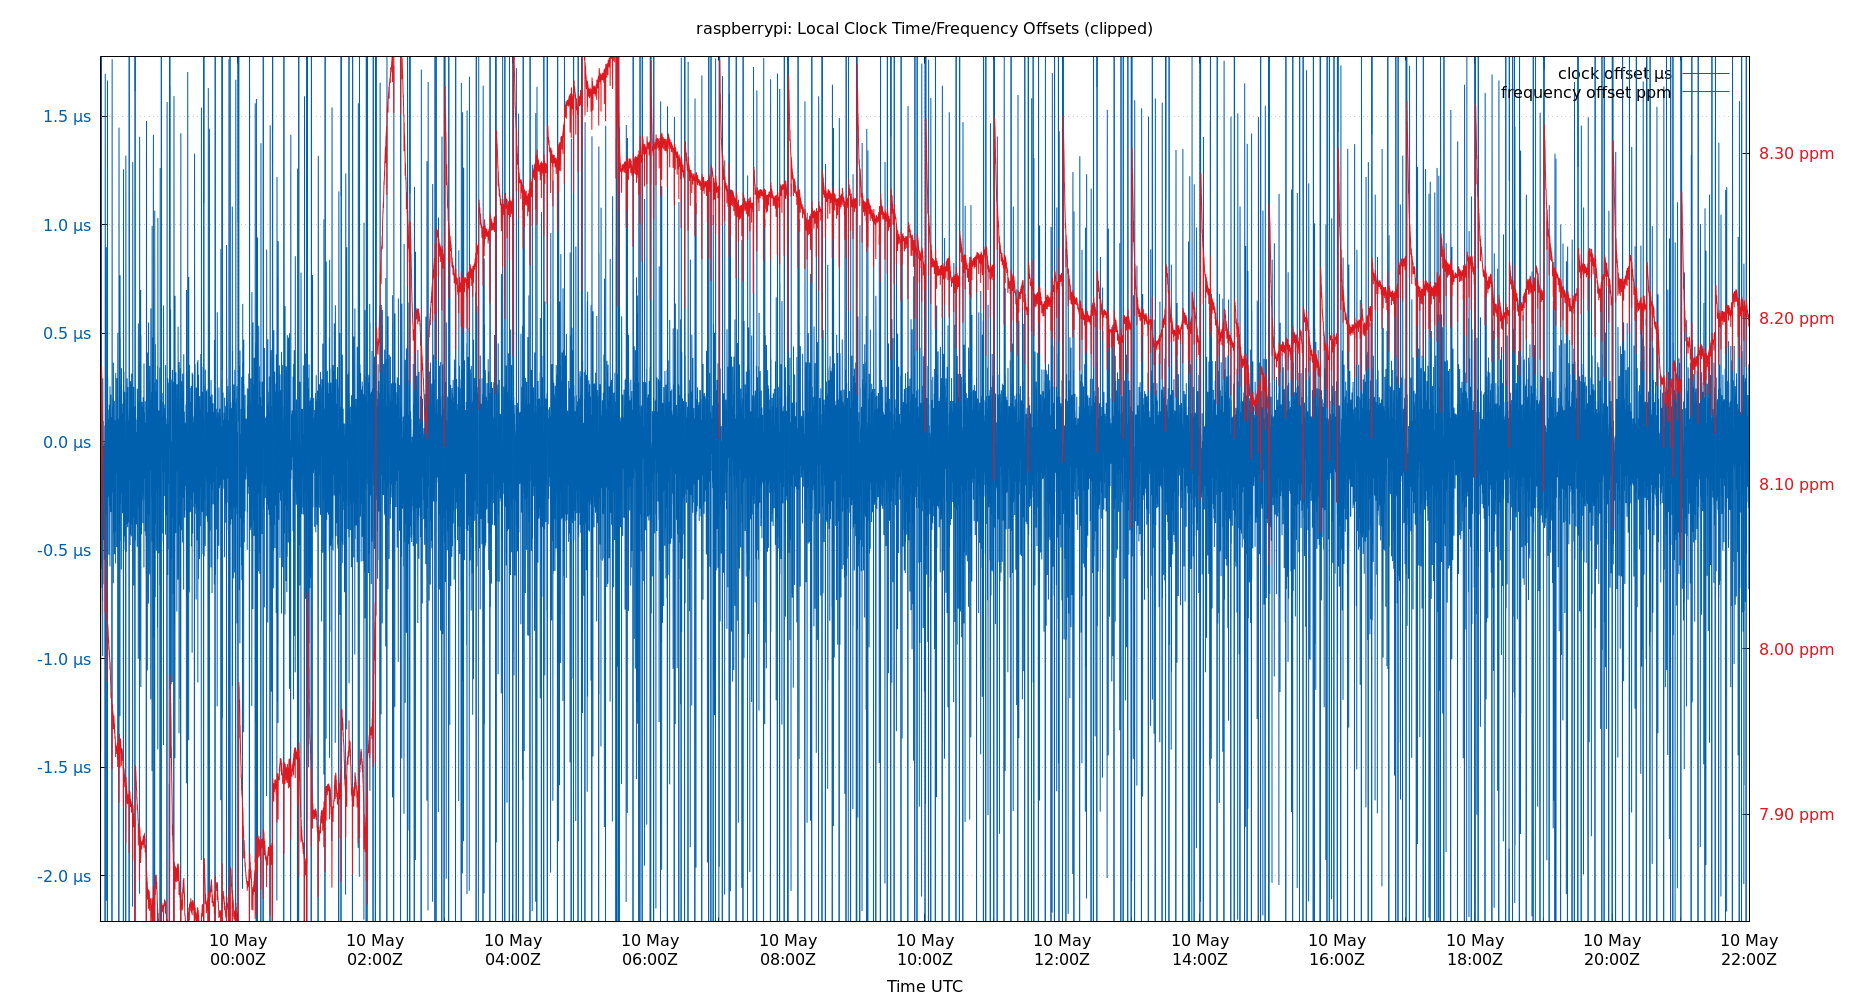 raspberrypi: Local Clock Time/Frequency Offsets (clipped)
clock offset µs
frequency offset ppm
1.5 µs
1.0 µs
0.5 µs
0.0 µs
-0.5 µs
-1.0 µs
-1.5 µs
-2.0 µs
8.30 ppm
8.20 ppm
8.10 ppm
8.00 ppm
7.90 ppm
10 May 10 May 10 May 10 May 10 May 10 May 10 May 10 May 10 May 10 May 10 May 10 May
00:00Z 02:00Z 04:00Z 06:00Z 08:00Z 10:00Z 12:00Z 14:00Z 16:00Z 18:00Z 20:00Z 22:00Z
Time UTC